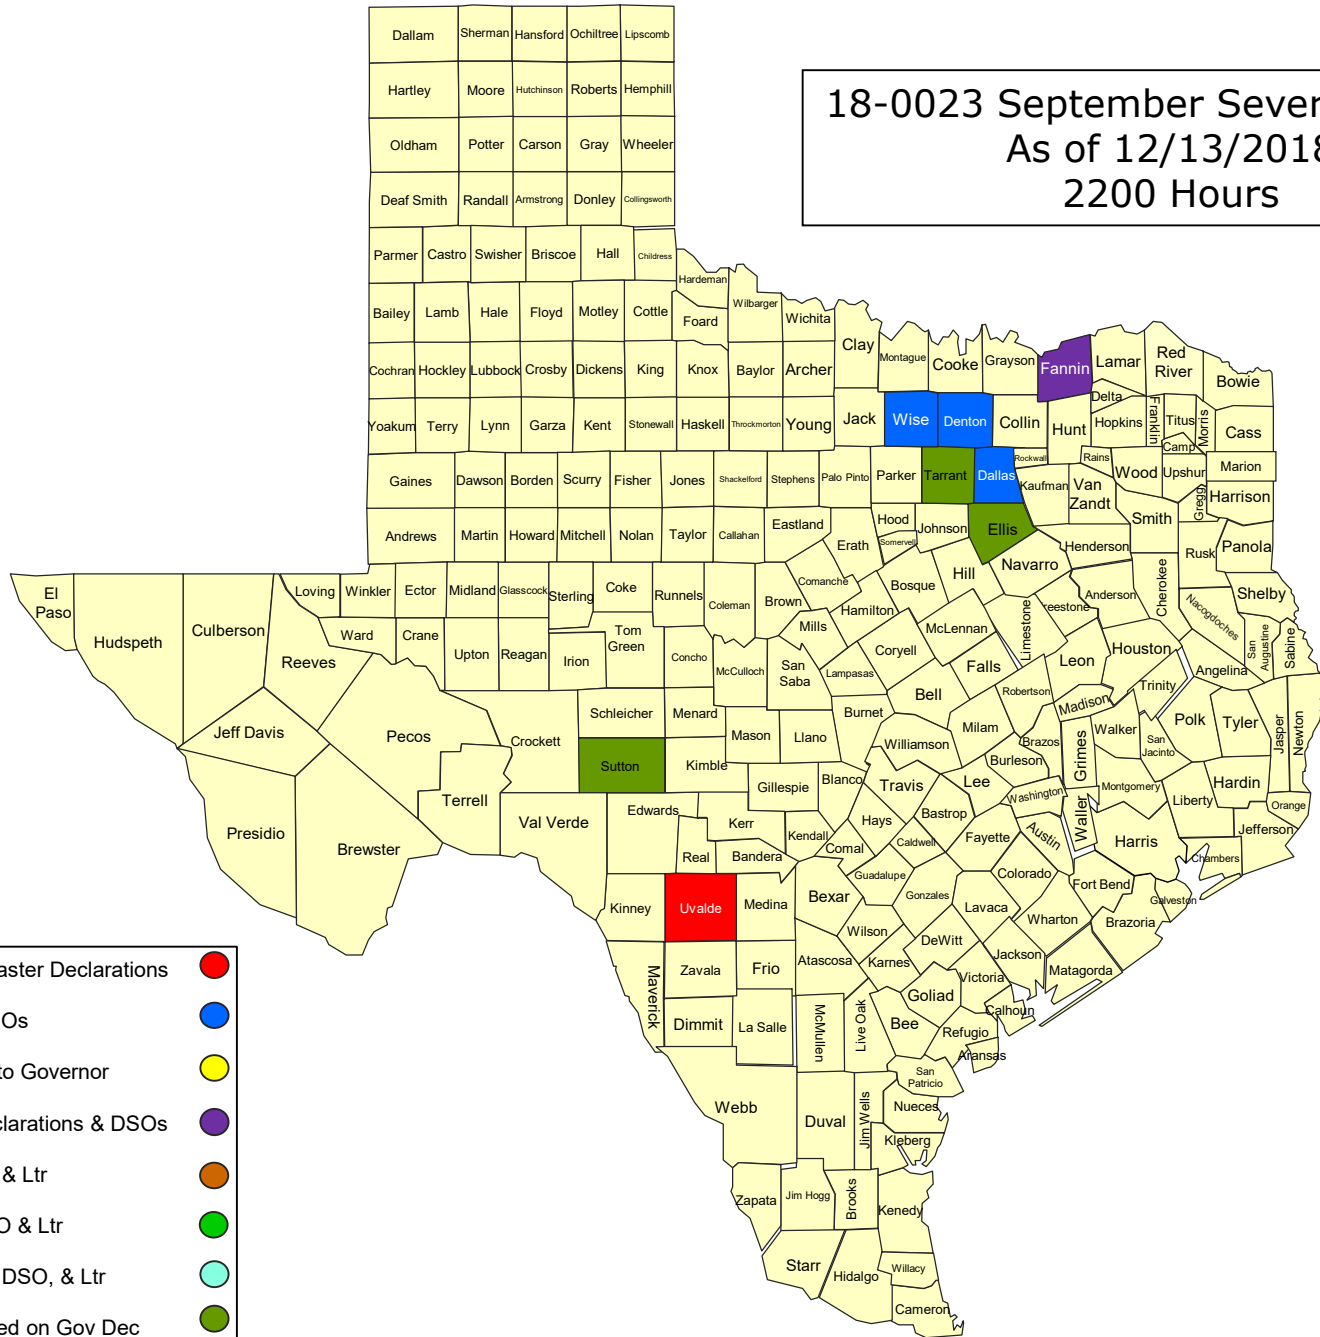 18-0023 September Sever
As of 12/13/2018
2200 Hours
Dallam Sherman Hansford Ochiltree Lipscomb
Hartley Moore Hutchinson Roberts Hemphill
Oldham Potter Carson Gray Wheeler
Deaf Smith Randall Armstrong Donley Collingsworth
Parmer Castro Swisher Briscoe Hall Childress
Hardeman
Bailey Lamb Hale Floyd Motley Cottle Foard Wilbarger Wichita
Clay Montague Cooke Grayson Fannin Lamar
Red
River
Bowie
Cochran Hockley Lubbock Crosby Dickens King Knox Baylor Archer
Delta
Yoakum Terry Lynn Garza Kent Stonewall Haskell Throckmorton Young Jack Wise Denton Collin Hunt Hopkins Franklin Titus Morris Cass
Camp
Gaines Dawson Borden Scurry Fisher Jones Shackelford Stephens Palo Pinto Parker Tarrant Dallas Rockwall Kaufman Rains
Van
Zandt
Wood Upshur Marion
Gregg Harrison
Andrews Martin Howard Mitchell Nolan Taylor Callahan Eastland Erath Hood Somervell Johnson Ellis Henderson Smith Rusk Panola
El
Paso
Hudspeth Culberson Loving Winkler Ector Midland Glasscock Sterling Coke Runnels Coleman Brown Comanche Hamilton Bosque Hill Navarro Anderson Cherokee Shelby
Reeves Ward Crane Upton Reagan Irion
Tom
Green
Concho McCulloch
San
Saba
Mills Lampasas Coryell McLennan Limestone reestone Nacogdoches
San
Augustine
Sabine
Falls Leon Houston Angelina
Jeff Davis Pecos Crockett Schleicher Menard Mason Llano Burnet Bell Milam Robertson Madison Trinity Polk Tyler Jasper Newton
Walker
San
Jacinto
Presidio Brewster Terrell Sutton Kimble Gillespie Blanco Williamson Travis Lee Burleson Brazos Grimes Montgomery Liberty Hardin Orange
Val Verde Edwards Kerr Kendall Hays Bastrop Washington Waller Harris Jefferson Chambers
Real Bandera Comal Caldwell Fayette Austin
Kinney Uvalde Medina Bexar Guadalupe Gonzales Lavaca Colorado Fort Bend Galveston
Wilson DeWitt Wharton Brazoria
Maverick Zavala Frio Atascosa Karnes Jackson Matagorda
Victoria
Dimmit La Salle McMullen Live Oak Bee Goliad Calhoun
Refugio
Aransas
San
Patricio
Webb Duval Jim Wells Nueces
Kleberg
Zapata Jim Hogg Brooks Kenedy
Starr Hidalgo Willacy
Cameron
aster Declarations
Os
to Governor
clarations & DSOs
& Ltr
O & Ltr
DSO, & Ltr
ed on Gov Dec